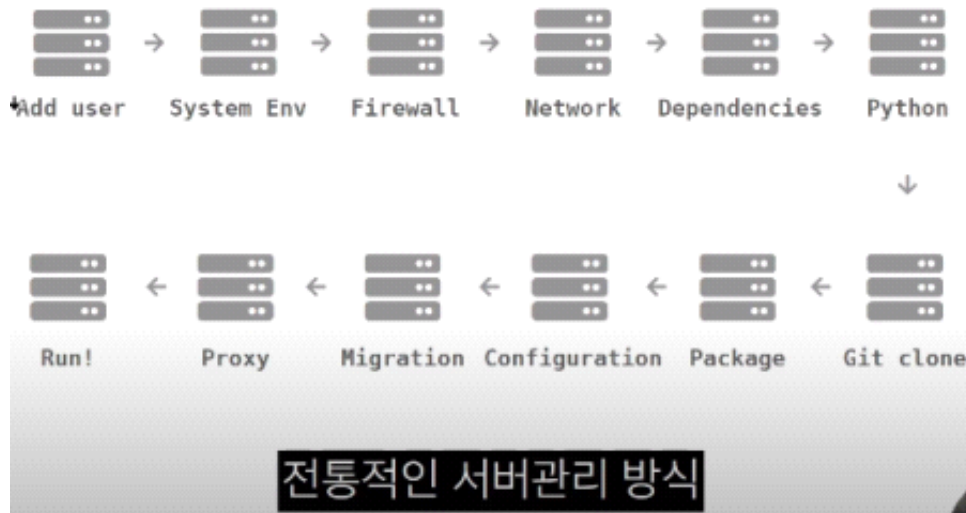 Add user System Env Firewall Network Dependencies Python
Run! Proxy Migration Configuration Package Git clone
전통적인 서버관리 방식